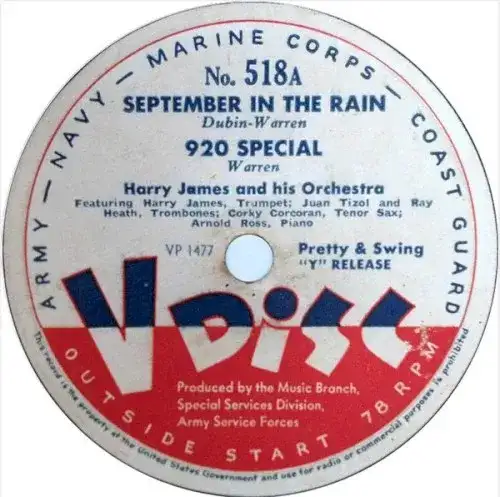 ARMY — NAVY — MARINE CORPS — COAST GUARD
No. 518A
SEPTEMBER IN THE RAIN
Dubin-Warren
920 SPECIAL
Warren
Harry James and his Orchestra
Featuring Harry James, Trumpet; Juan Tizol and Ray
Heath, Trombones; Corky Corcoran, Tenor Sax;
Arnold Ross, Piano
VP 1477
Pretty & Swing
"Y" RELEASE
V DISC
Produced by the Music Branch,
Special Services Division,
Army Service Forces
OUTSIDE START 78 RPM
This record is the property of the United States Government and use for radio or commercial purposes is prohibited